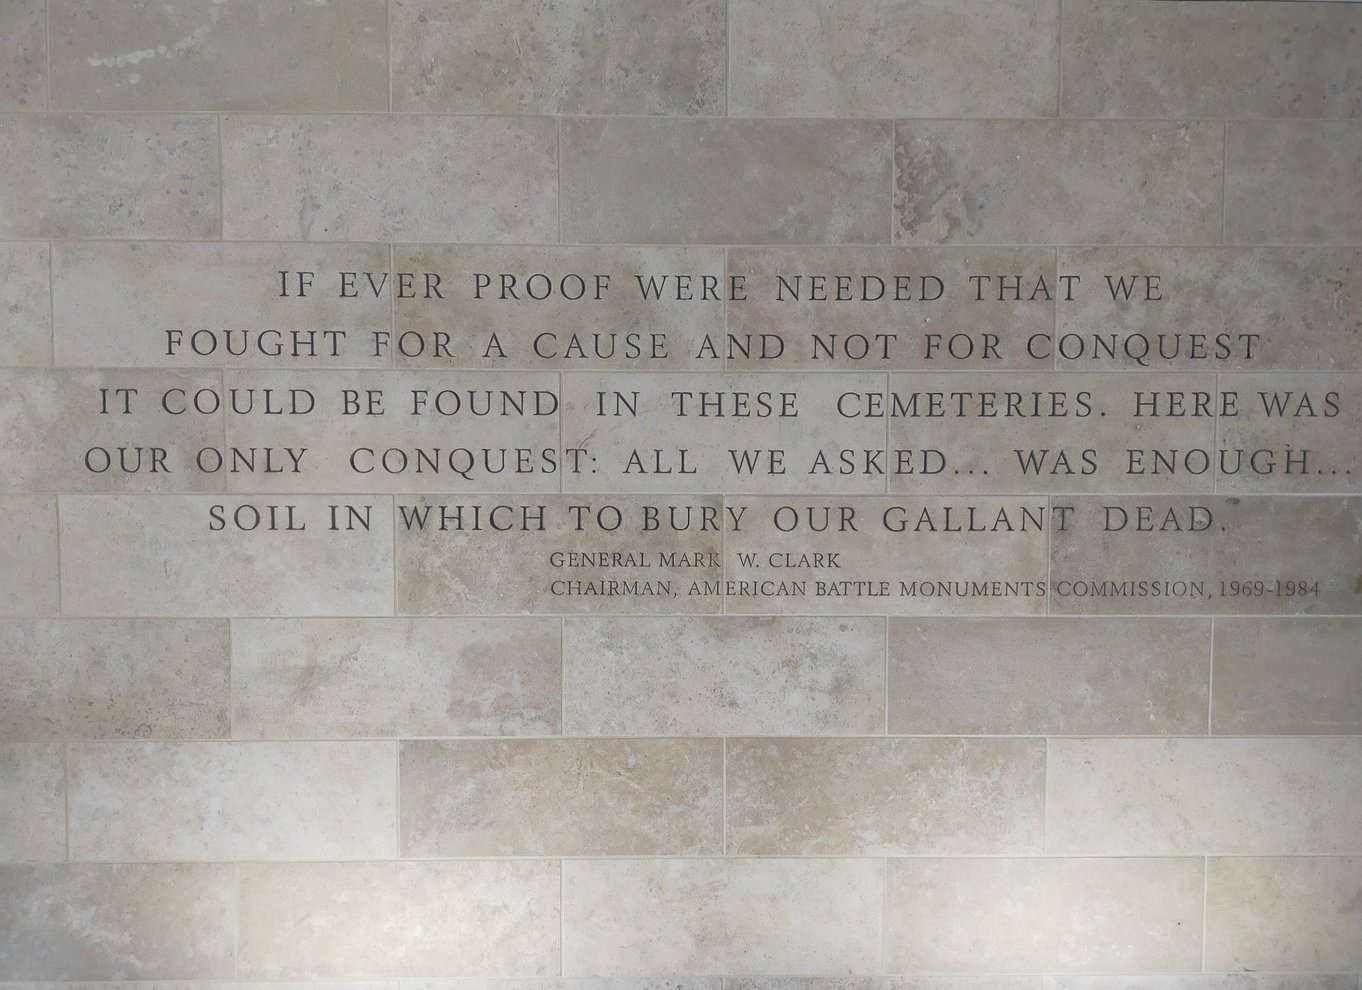 IF EVER PROOF WERE NEEDED THAT WE
FOUGHT FOR A CAUSE AND NOT FOR CONQUEST
IT COULD BE FOUND IN THESE CEMETERIES. HERE WAS
OUR ONLY CONQUEST: ALL WE ASKED... WAS ENOUGH...
SOIL IN WHICH TO BURY OUR GALLANT DEAD.
GENERAL MARK W. CLARK
CHAIRMAN, AMERICAN BATTLE MONUMENTS COMMISSION, 1969-1984